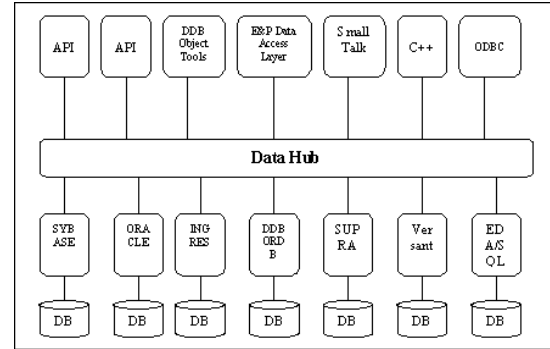 API
API
DDB
Object
Tools
E&P Data
Access
Layer
Small
Talk
C++
ODBC
Data Hub
SYB
ASE
ORA
CLE
ING
RES
DDB
ORD
B
SUP
RA
Ver
sant
ED
A/S
QL
DB
DB
DB
DB
DB
DB
DB